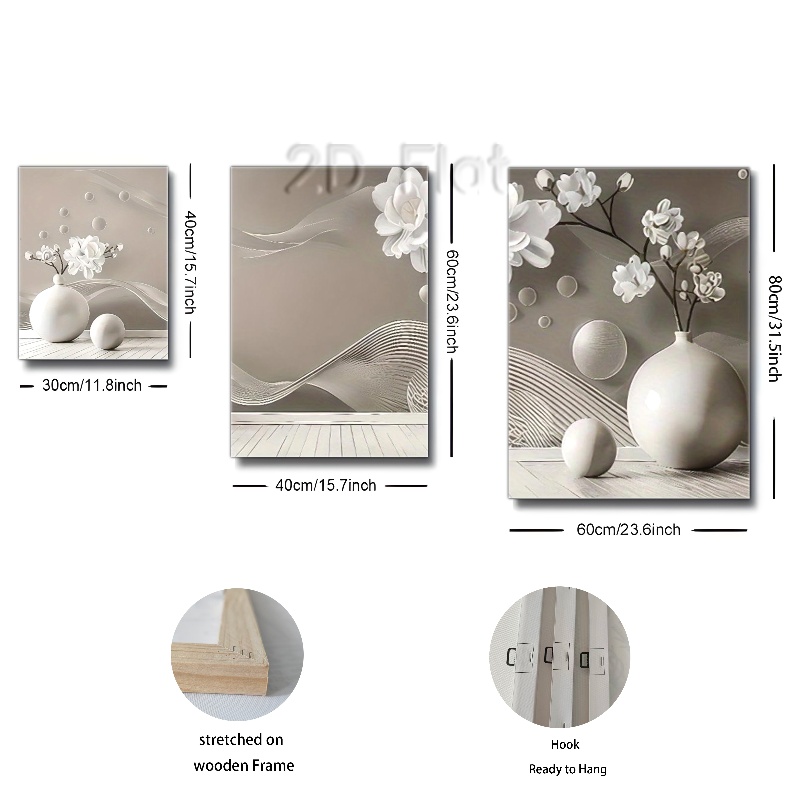 2D Flat
40cm/15.7inch
30cm/11.8inch
60cm/23.6inch
40cm/15.7inch
80cm/31.5inch
60cm/23.6inch
stretched on
wooden Frame
Hook
Ready to Hang